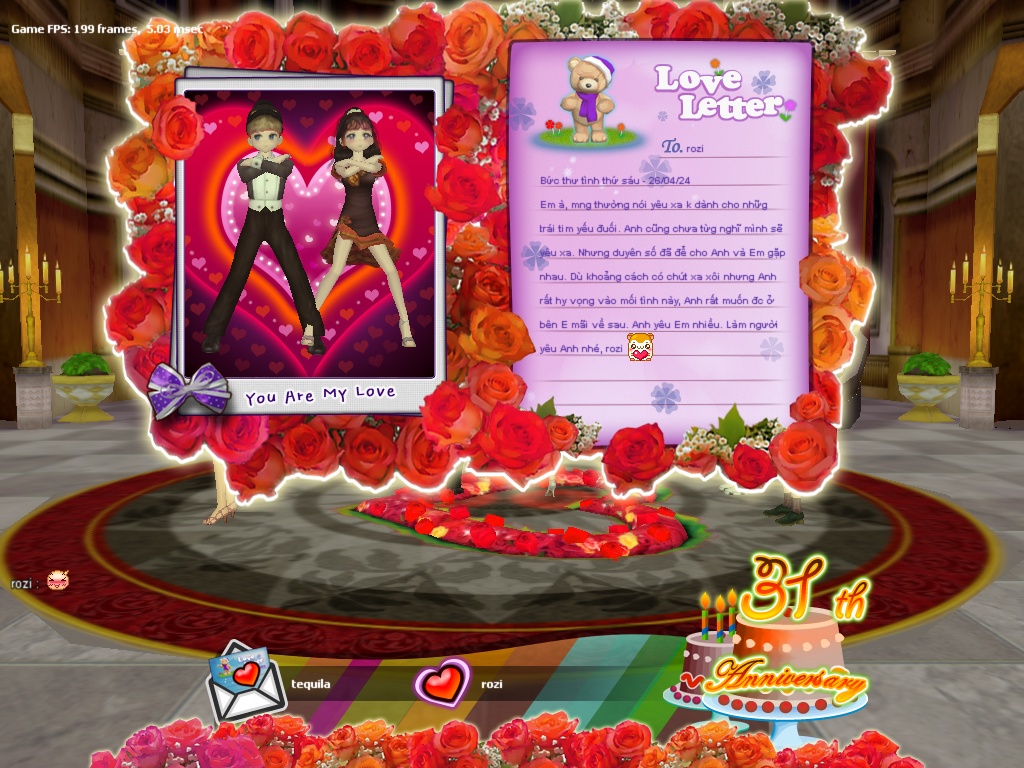 Game FPS: 199 frames, 5.03 msec
Love
Letter
To. rozi
Bức thư tình thứ sáu - 26/04/24
Em à, mng thường nói yêu xa k dành cho những
trái tim yếu đuối. Anh cũng chưa từng nghĩ mình sẽ
yêu xa. Nhưng duyên số đã để cho Anh và Em gặp
nhau. Dù khoảng cách có chút xa xôi nhưng Anh
rất hy vọng vào mối tình này, Anh rất muốn đc ở
bên E mãi về sau. Anh yêu Em nhiều. Làm người
yêu Anh nhé, rozi
You Are My Love
rozi :
31th
Anniversary
tequila
rozi